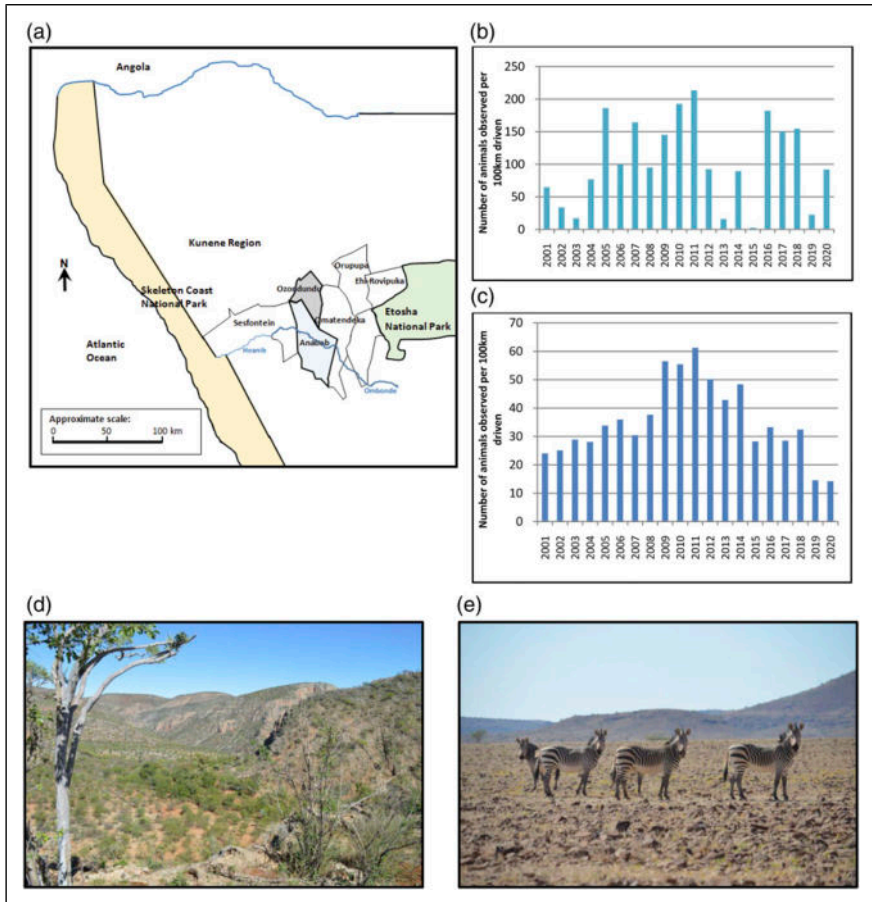 (a)
Angola
Kunene Region
N
Skeleton Coast
National Park
Atlantic
Ocean
Orupupa
Ehi-Rovipuka
Ozondundu
Omatendeka
Sesfontein
Anabeb
Etosha
National Park
Hoanib
Ombonde
Approximate scale:
0 50 100 km
(b)
Number of animals observed per
100km driven
250
200
150
100
50
0
2001 2002 2003 2004 2005 2006 2007 2008 2009 2010 2011 2012 2013 2014 2015 2016 2017 2018 2019 2020
(c)
Number of animals observed per 100km
driven
70
60
50
40
30
20
10
0
2001 2002 2003 2004 2005 2006 2007 2008 2009 2010 2011 2012 2013 2014 2015 2016 2017 2018 2019 2020
(d)
(e)